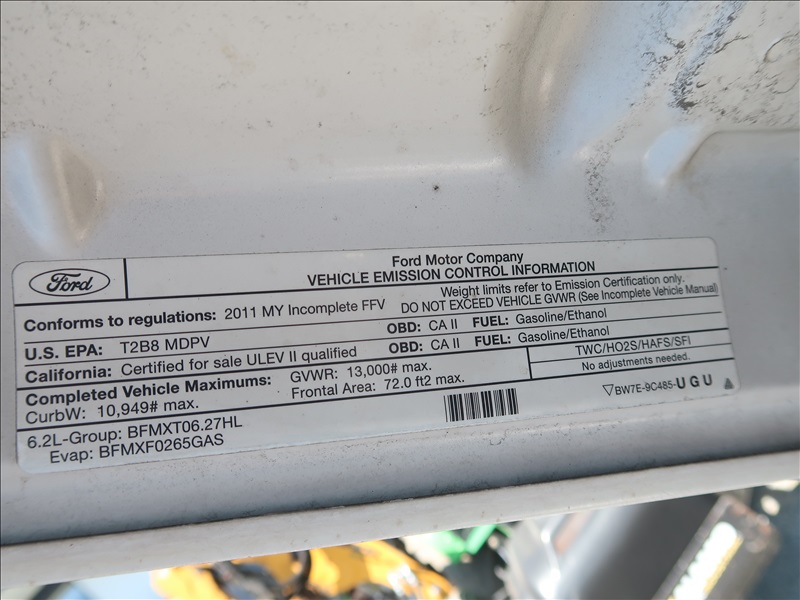 Ford
Ford Motor Company
VEHICLE EMISSION CONTROL INFORMATION
Conforms to regulations: 2011 MY Incomplete FFV
Weight limits refer to Emission Certification only.
DO NOT EXCEED VEHICLE GVWR (See Incomplete Vehicle Manual)
U.S. EPA: T2B8 MDPV OBD: CA II FUEL: Gasoline/Ethanol
California: Certified for sale ULEV II qualified OBD: CA II FUEL: Gasoline/Ethanol
Completed Vehicle Maximums: GVWR: 13,000# max.
CurbW: 10,949# max. Frontal Area: 72.0 ft2 max.
TWC/HO2S/HAFS/SFI
No adjustments needed.
6.2L-Group: BFMXT06.27HL
Evap: BFMXF0265GAS
BW7E-9C485-UGU